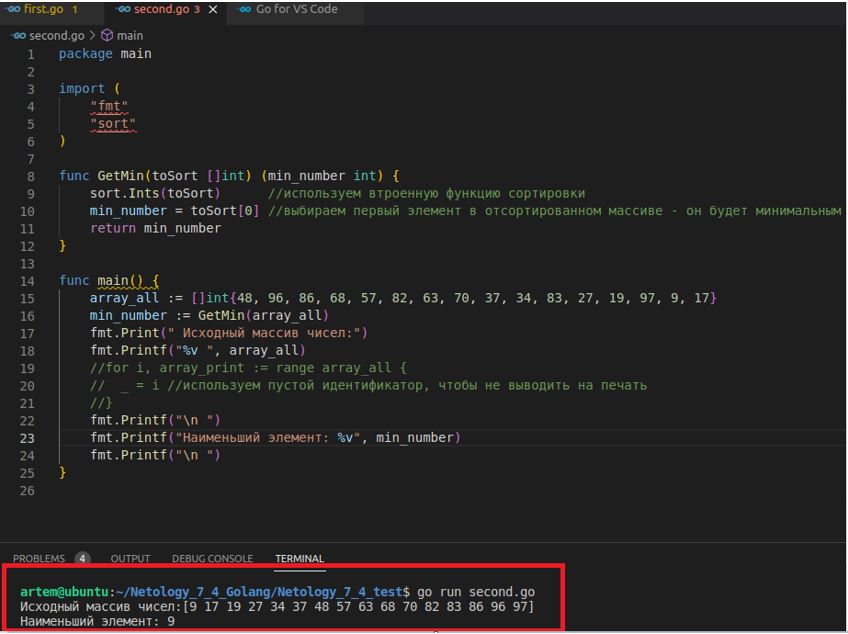 first.go 1 second.go 3 Go for VS Code
second.go > main
1 package main
2
3 import (
4 "fmt"
5 "sort"
6 )
7
8 func GetMin(toSort []int) (min_number int) {
9 sort.Ints(toSort) //используем втроенную функцию сортировки
10 min_number = toSort[0] //выбираем первый элемент в отсортированном массиве - он будет минимальным
11 return min_number
12 }
13
14 func main() {
15 array_all := []int{48, 96, 86, 68, 57, 82, 63, 70, 37, 34, 83, 27, 19, 97, 9, 17}
16 min_number := GetMin(array_all)
17 fmt.Print(" Исходный массив чисел:")
18 fmt.Printf("%v ", array_all)
19 //for i, array_print := range array_all {
20 // _ = i //используем пустой идентификатор, чтобы не выводить на печать
21 //}
22 fmt.Printf("\n ")
23 fmt.Printf("Наименьший элемент: %v", min_number)
24 fmt.Printf("\n ")
25 }
26
PROBLEMS 4 OUTPUT DEBUG CONSOLE TERMINAL
artem@ubuntu:~/Netology_7_4_Golang/Netology_7_4_test$ go run second.go
Исходный массив чисел:[9 17 19 27 34 37 48 57 63 68 70 82 83 86 96 97]
Наименьший элемент: 9